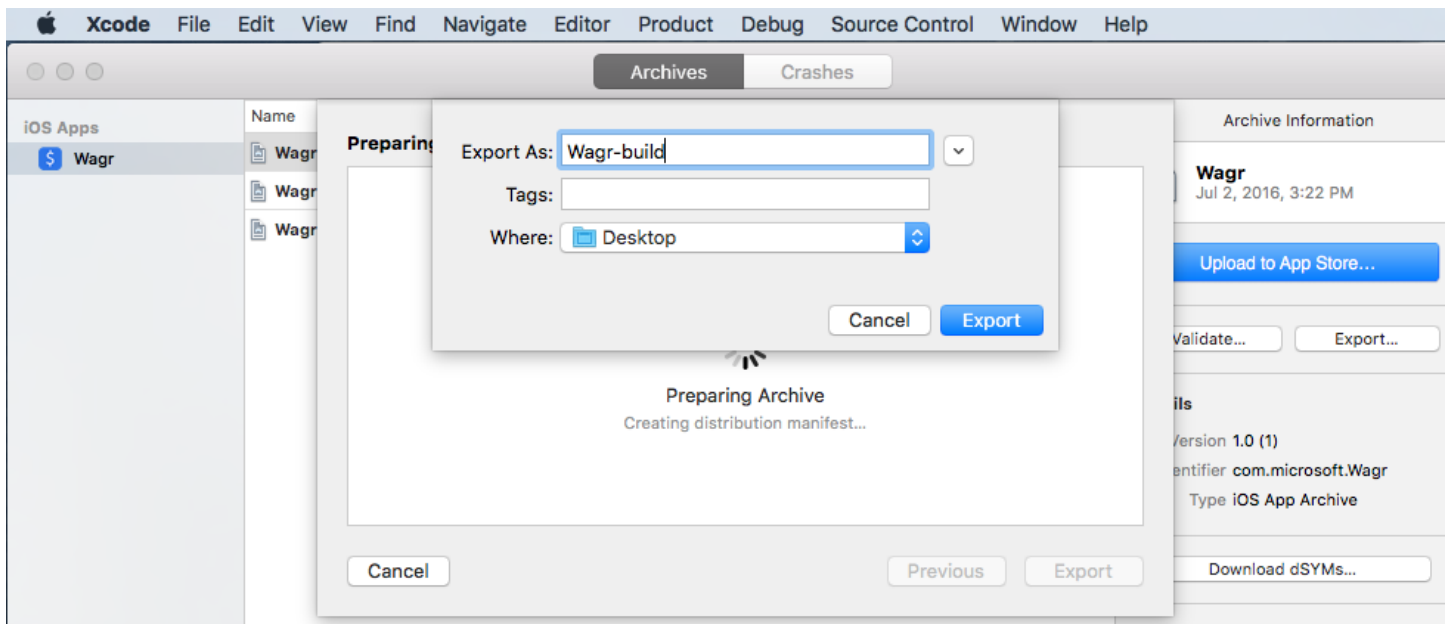 Xcode File Edit View Find Navigate Editor Product Debug Source Control Window Help
Archives Crashes
iOS Apps
Wagr
Name
Wagr
Wagr
Wagr
Preparing
Export As: Wagr-build
Tags:
Where: Desktop
Cancel Export
Preparing Archive
Creating distribution manifest...
Cancel Previous Export
Archive Information
Wagr
Jul 2, 2016, 3:22 PM
Upload to App Store...
Validate... Export...
ils
Version 1.0 (1)
entifier com.microsoft.Wagr
Type iOS App Archive
Download dSYMs...